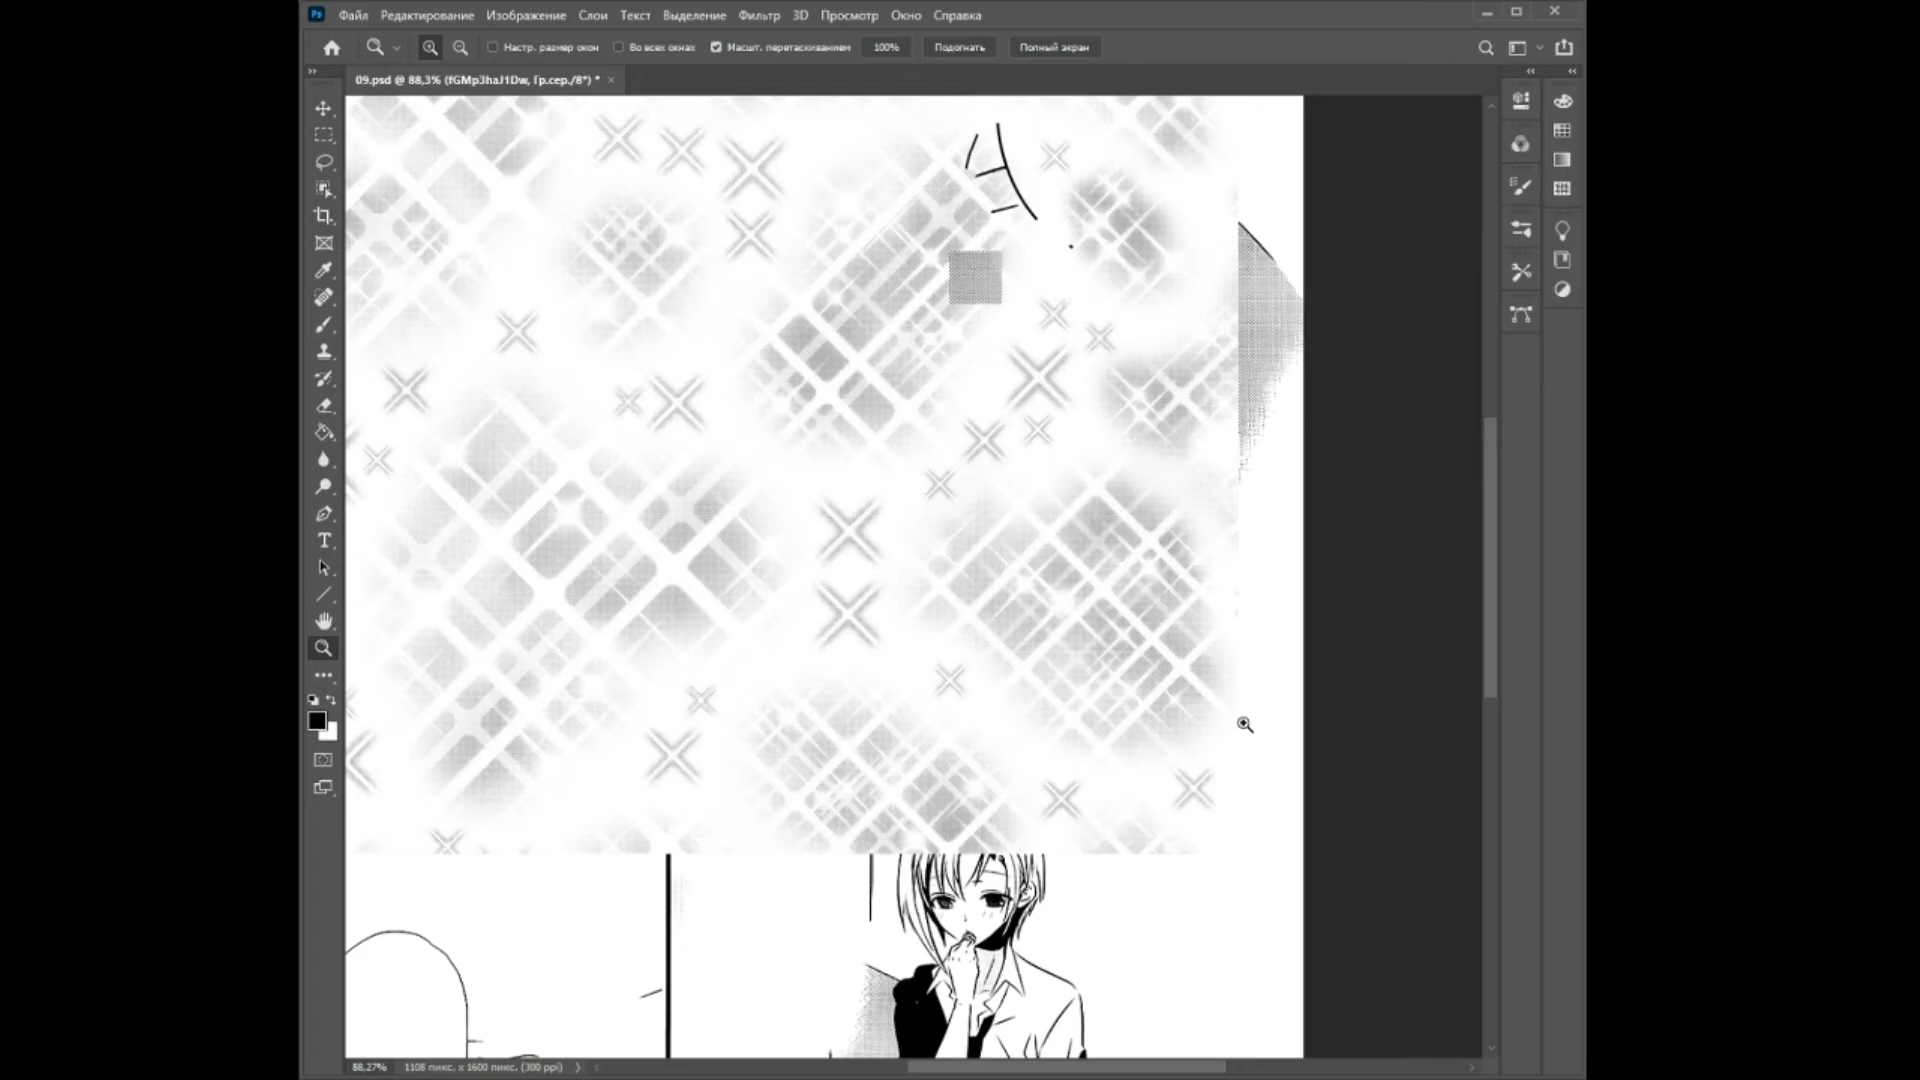 Ps Файл Редактирование Изображение Слои Текст Выделение Фильтр 3D Просмотр Окно Справка
Настр. размер окон Во всех окнах Масшт. перетаскиванием 100% Подогнать Полный экран
09.psd @ 88,3% (fGMp3haJ1Dw, Гр.сер./8*) *
88,27% 1108 пикс. x 1600 пикс. (300 ppi)